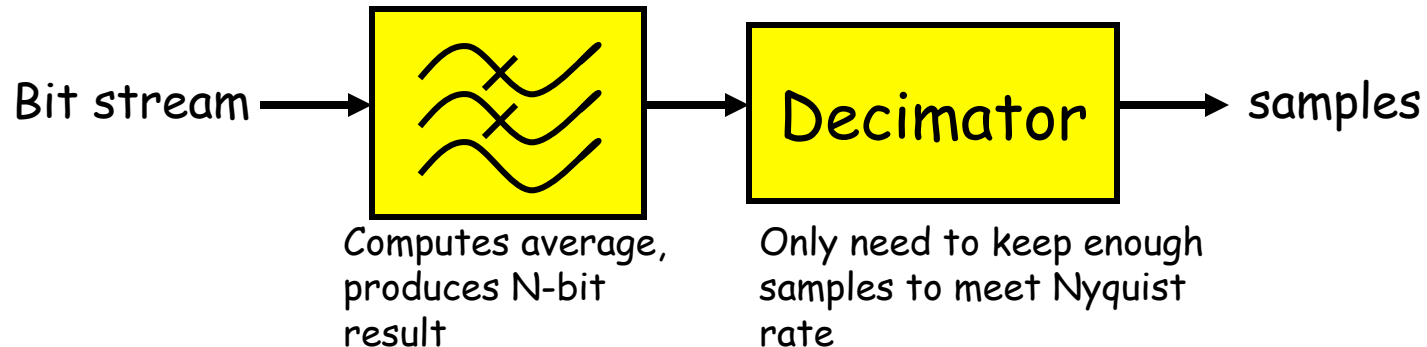 Bit stream
Decimator
samples
Computes average,
produces N-bit
result
Only need to keep enough
samples to meet Nyquist
rate